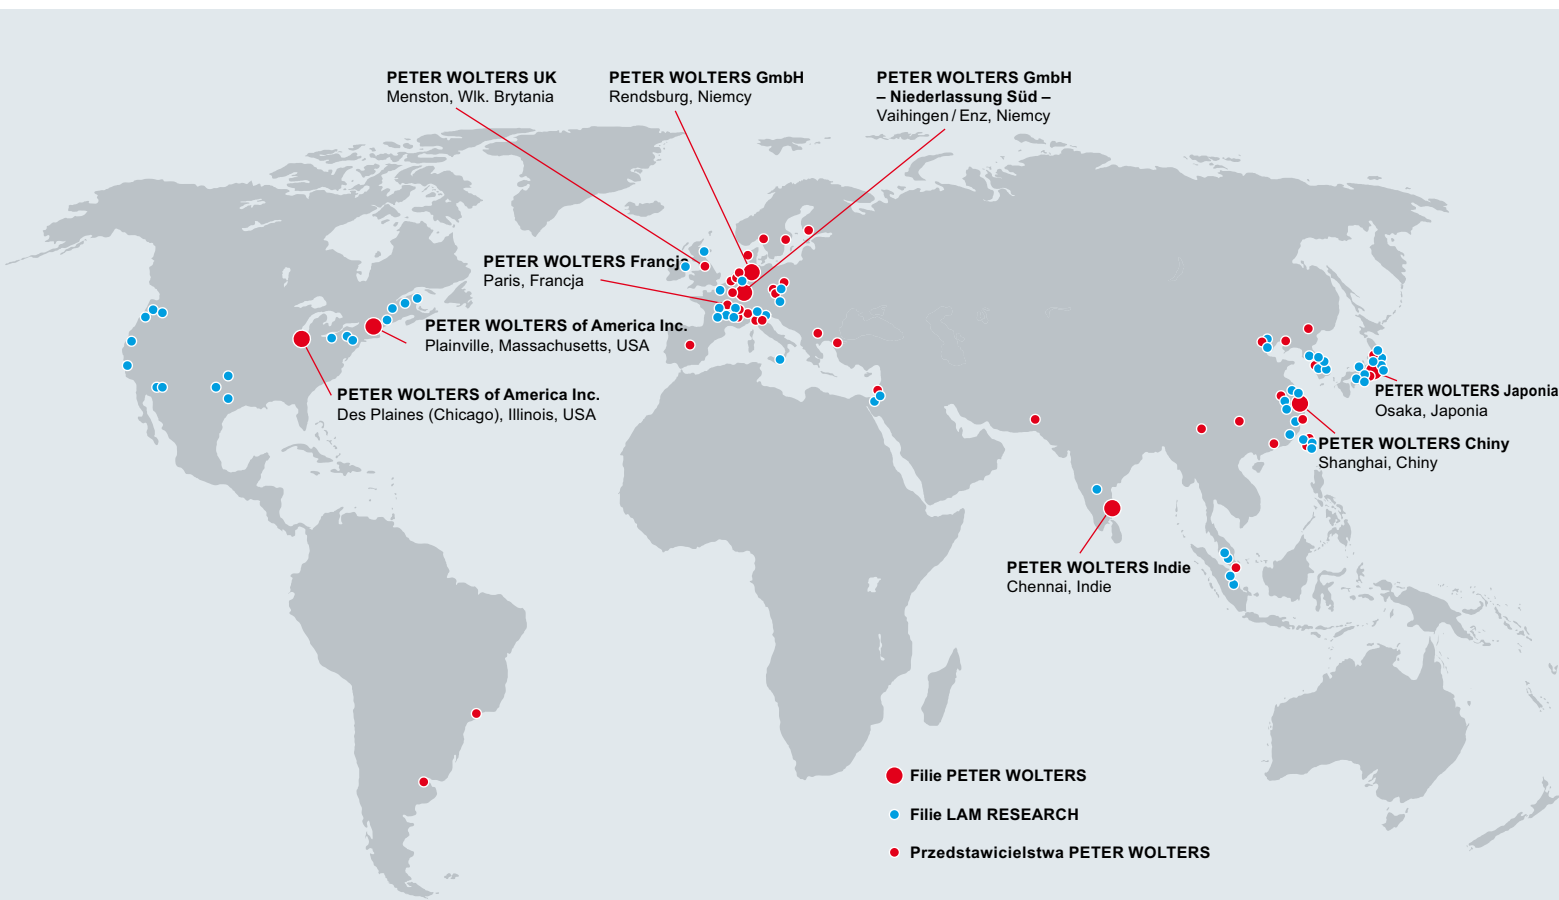 PETER WOLTERS UK
Menston, Wlk. Brytania
PETER WOLTERS GmbH
Rendsburg, Niemcy
PETER WOLTERS GmbH
– Niederlassung Süd –
Vaihingen / Enz, Niemcy
PETER WOLTERS Francja
Paris, Francja
PETER WOLTERS of America Inc.
Plainville, Massachusetts, USA
PETER WOLTERS of America Inc.
Des Plaines (Chicago), Illinois, USA
PETER WOLTERS Japonia
Osaka, Japonia
PETER WOLTERS Chiny
Shanghai, Chiny
PETER WOLTERS Indie
Chennai, Indie
Filie PETER WOLTERS
Filie LAM RESEARCH
Przedstawicielstwa PETER WOLTERS